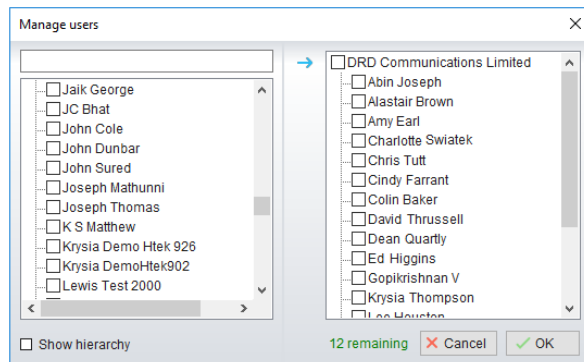 Manage users
Jaik George
JC Bhat
John Cole
John Dunbar
John Sured
Joseph Mathunni
Joseph Thomas
K S Matthew
Krysia Demo Htek 926
Krysia DemoHtek902
Lewis Test 2000
Show hierarchy
DRD Communications Limited
Abin Joseph
Alastair Brown
Amy Earl
Charlotte Swiatek
Chris Tutt
Cindy Farrant
Colin Baker
David Thrussell
Dean Quartly
Ed Higgins
Gopikrishnan V
Krysia Thompson
Lee Houston
12 remaining
Cancel
OK